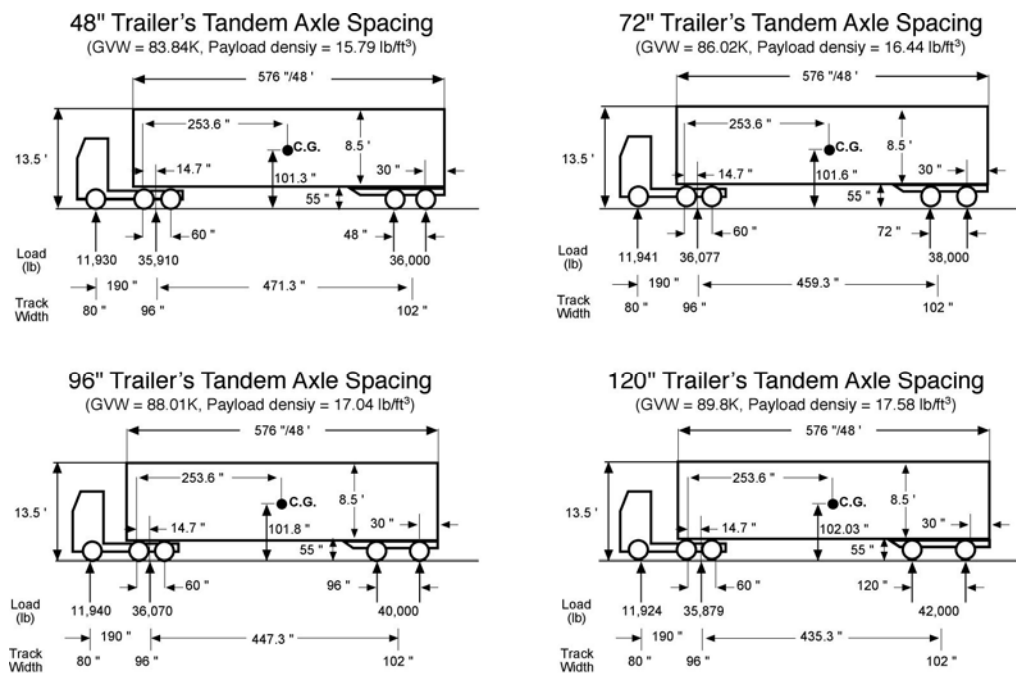 48" Trailer's Tandem Axle Spacing
(GVW = 83.84K, Payload densiy = 15.79 lb/ft³)
576 "/48 '
253.6 "
C.G.
8.5 '
13.5 '
14.7 "
101.3 "
30 "
55 "
60 "
48 "
Load
(lb)
11,930 35,910 36,000
190 " 471.3 "
Track
Width
80 " 96 " 102 "
72" Trailer's Tandem Axle Spacing
(GVW = 86.02K, Payload densiy = 16.44 lb/ft³)
576 "/48 '
253.6 "
C.G.
8.5 '
13.5 '
14.7 "
101.6 "
30 "
55 "
60 "
72 "
Load
(lb)
11,941 36,077 38,000
190 " 459.3 "
Track
Width
80 " 96 " 102 "
96" Trailer's Tandem Axle Spacing
(GVW = 88.01K, Payload densiy = 17.04 lb/ft³)
576 "/48 '
253.6 "
C.G.
8.5 '
13.5 '
14.7 "
101.8 "
30 "
55 "
60 "
96 "
Load
(lb)
11,940 36,070 40,000
190 " 447.3 "
Track
Width
80 " 96 " 102 "
120" Trailer's Tandem Axle Spacing
(GVW = 89.8K, Payload densiy = 17.58 lb/ft³)
576 "/48 '
253.6 "
C.G.
8.5 '
13.5 '
14.7 "
102.03 "
30 "
55 "
60 "
120 "
Load
(lb)
11,924 35,879 42,000
190 " 435.3 "
Track
Width
80 " 96 " 102 "